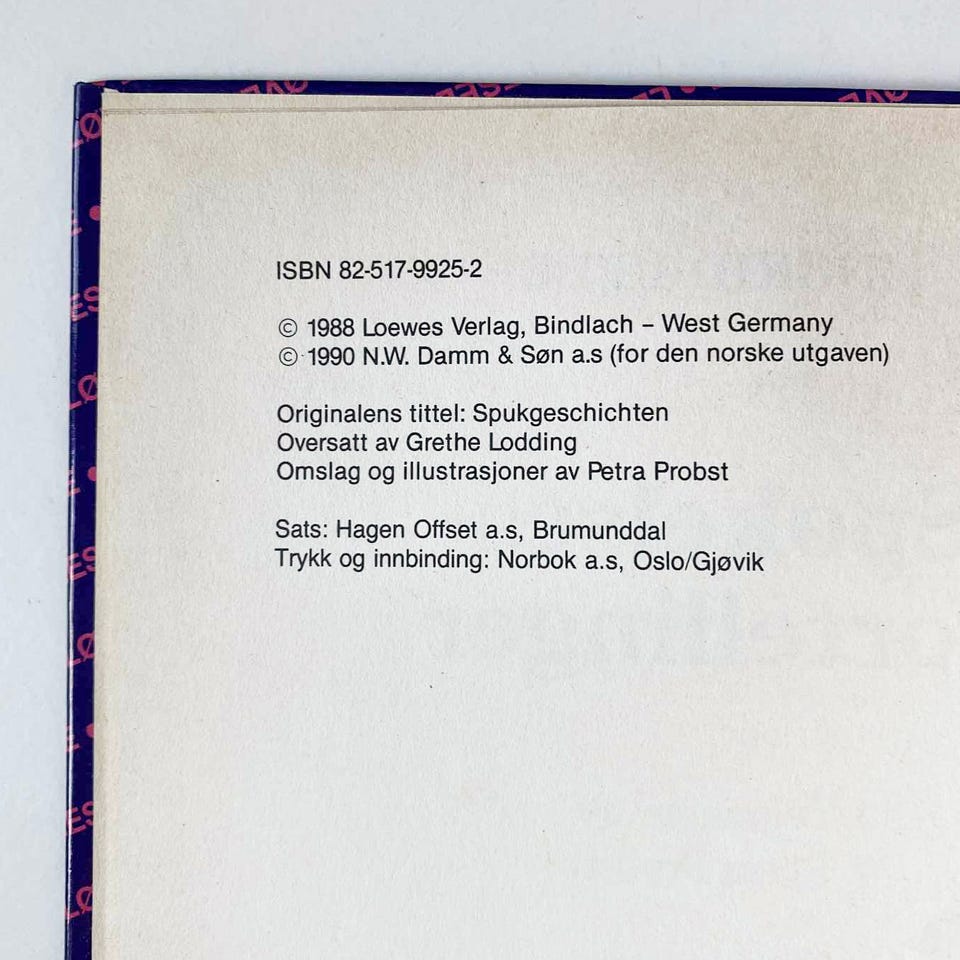 ISBN 82-517-9925-2
© 1988 Loewes Verlag, Bindlach – West Germany
© 1990 N.W. Damm & Søn a.s (for den norske utgaven)
Originalens tittel: Spukgeschichten
Oversatt av Grethe Lodding
Omslag og illustrasjoner av Petra Probst
Sats: Hagen Offset a.s, Brumunddal
Trykk og innbinding: Norbok a.s, Oslo/Gjøvik